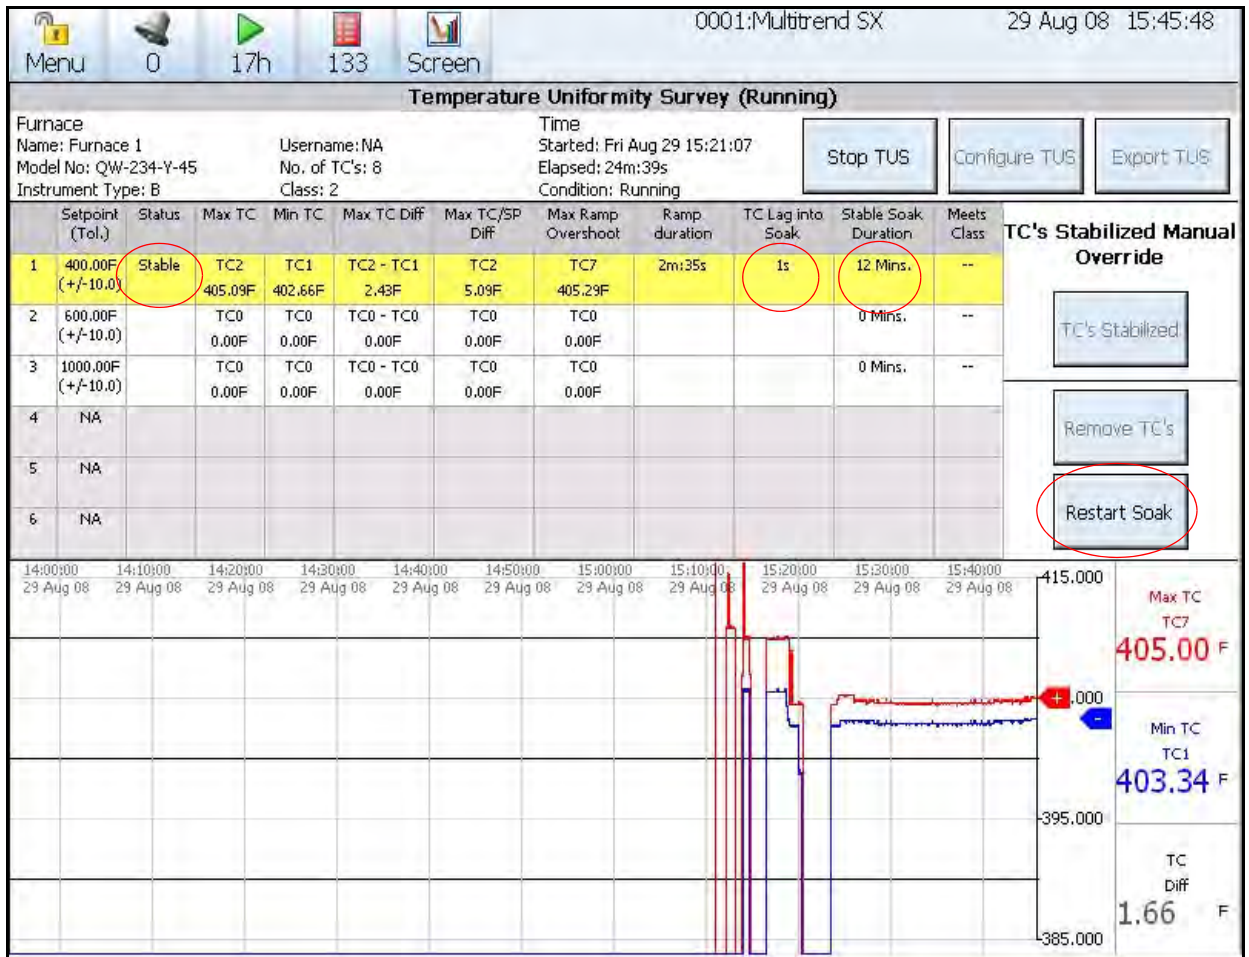 0001:Multitrend SX 29 Aug 08 15:45:48
Menu 0 17h 133 Screen
Temperature Uniformity Survey (Running)
Furnace Time
Name: Furnace 1 Username:NA Started: Fri Aug 29 15:21:07
Model No: QW-234-Y-45 No. of TC's: 8 Elapsed: 24m:39s
Instrument Type: B Class: 2 Condition: Running
Stop TUS Configure TUS Export TUS
Setpoint Status Max TC Min TC Max TC Diff Max TC/SP Max Ramp Ramp TC Lag into Stable Soak Meets
(Tol.) Diff Overshoot duration Soak Duration Class
TC's Stabilized Manual
Override
1 400.00F Stable TC2 TC1 TC2 - TC1 TC2 TC7 2m:35s 1s 12 Mins. --
(+/-10.0) 405.09F 402.66F 2.43F 5.09F 405.29F
2 600.00F TC0 TC0 TC0 - TC0 TC0 TC0 0 Mins. --
(+/-10.0) 0.00F 0.00F 0.00F 0.00F 0.00F
TC's Stabilized
3 1000.00F TC0 TC0 TC0 - TC0 TC0 TC0 0 Mins. --
(+/-10.0) 0.00F 0.00F 0.00F 0.00F 0.00F
4 NA
Remove TC's
5 NA
Restart Soak
6 NA
14:00:00 14:10:00 14:20:00 14:30:00 14:40:00 14:50:00 15:00:00 15:10:00 15:20:00 15:30:00 15:40:00
29 Aug 08 29 Aug 08 29 Aug 08 29 Aug 08 29 Aug 08 29 Aug 08 29 Aug 08 29 Aug 08 29 Aug 08 29 Aug 08 29 Aug 08
415.000
Max TC
TC7
405.00 F
+ .000
-
Min TC
TC1
403.34 F
395.000
TC
Diff
1.66 F
385.000